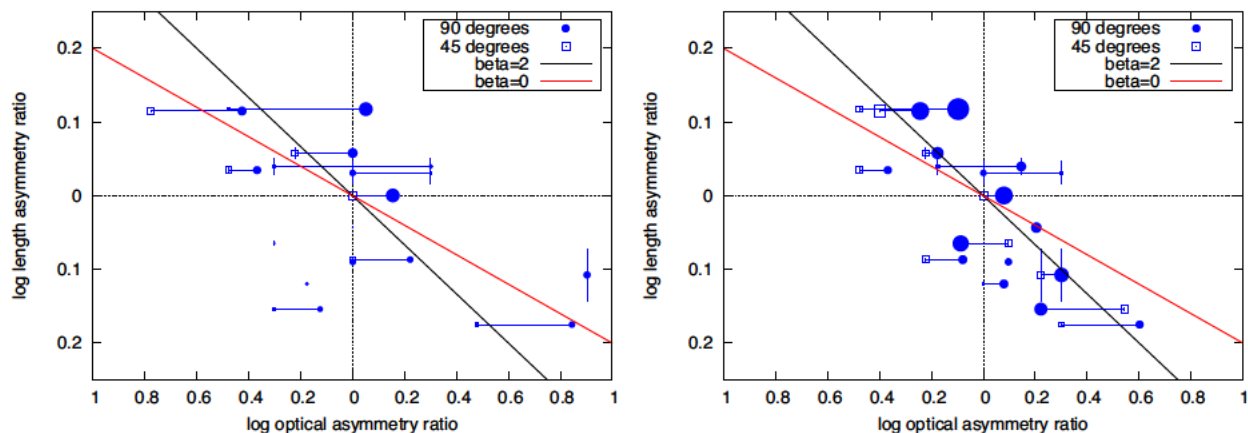 0.2
0.1
0
0.1
0.2
log length asymmetry ratio
90 degrees
45 degrees
beta=2
beta=0
1 0.8 0.6 0.4 0.2 0 0.2 0.4 0.6 0.8 1
log optical asymmetry ratio
0.2
0.1
0
0.1
0.2
log length asymmetry ratio
90 degrees
45 degrees
beta=2
beta=0
1 0.8 0.6 0.4 0.2 0 0.2 0.4 0.6 0.8 1
log optical asymmetry ratio